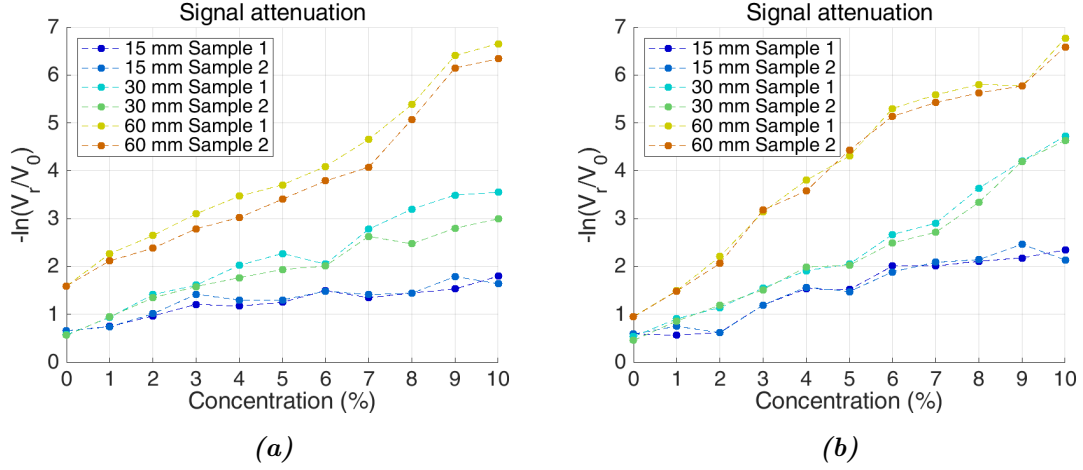 Signal attenuation
7
6
5
4
3
2
1
0
-ln(V_r/V_0)
15 mm Sample 1
15 mm Sample 2
30 mm Sample 1
30 mm Sample 2
60 mm Sample 1
60 mm Sample 2
0 1 2 3 4 5 6 7 8 9 10
Concentration (%)
(a)
Signal attenuation
7
6
5
4
3
2
1
0
-ln(V_r/V_0)
15 mm Sample 1
15 mm Sample 2
30 mm Sample 1
30 mm Sample 2
60 mm Sample 1
60 mm Sample 2
0 1 2 3 4 5 6 7 8 9 10
Concentration (%)
(b)